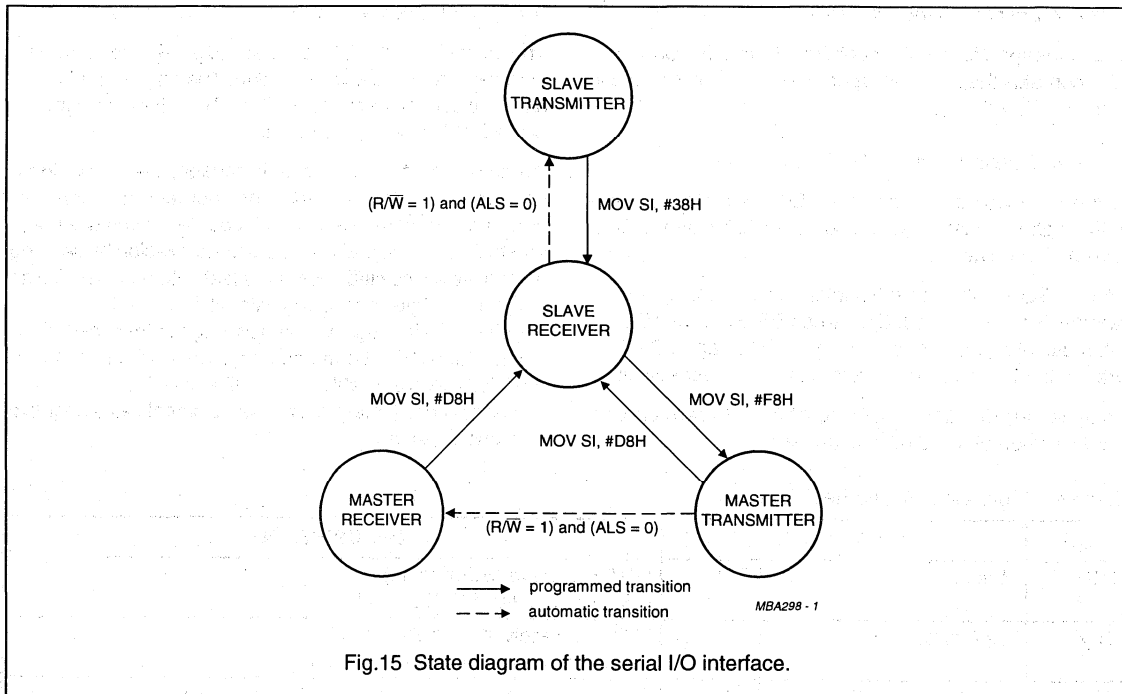 SLAVE
TRANSMITTER
(R/W̅ = 1) and (ALS = 0)
MOV SI, #38H
SLAVE
RECEIVER
MOV SI, #D8H
MOV SI, #F8H
MOV SI, #D8H
MASTER
RECEIVER
MASTER
TRANSMITTER
(R/W̅ = 1) and (ALS = 0)
programmed transition
automatic transition
MBA298 - 1
Fig.15 State diagram of the serial I/O interface.